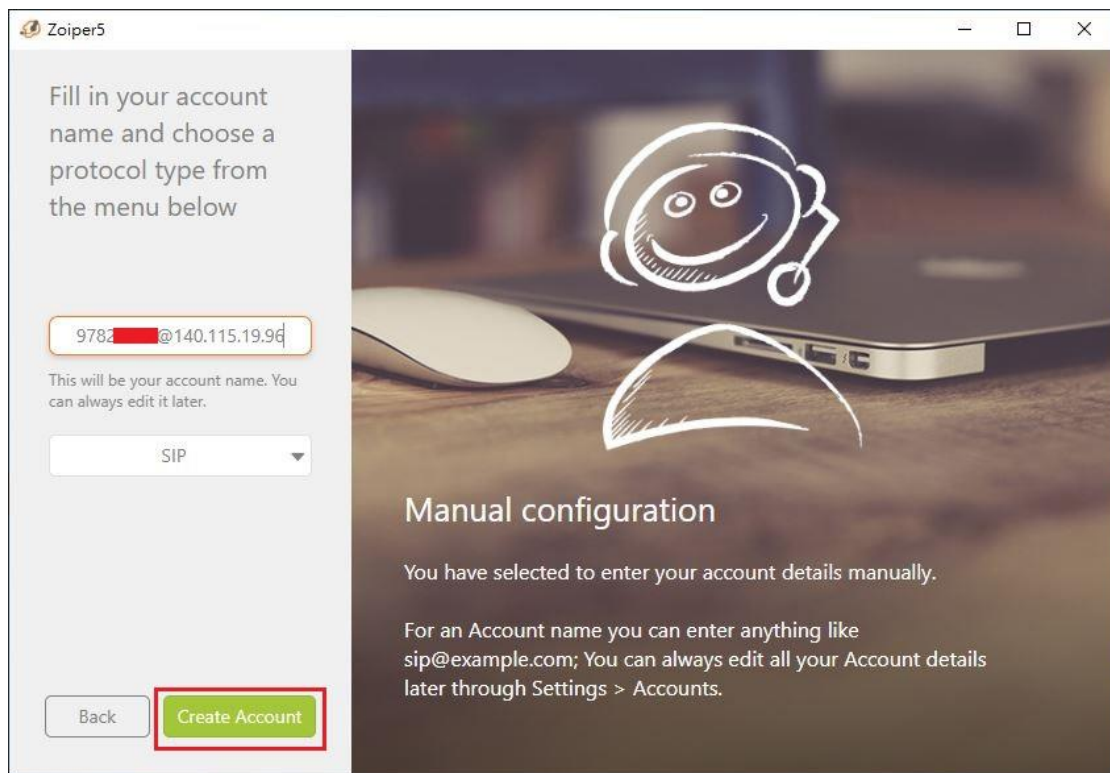 Zoiper5
Fill in your account
name and choose a
protocol type from
the menu below
9782 @140.115.19.96
This will be your account name. You
can always edit it later.
SIP
Back
Create Account
Manual configuration
You have selected to enter your account details manually.
For an Account name you can enter anything like
sip@example.com; You can always edit all your Account details
later through Settings > Accounts.